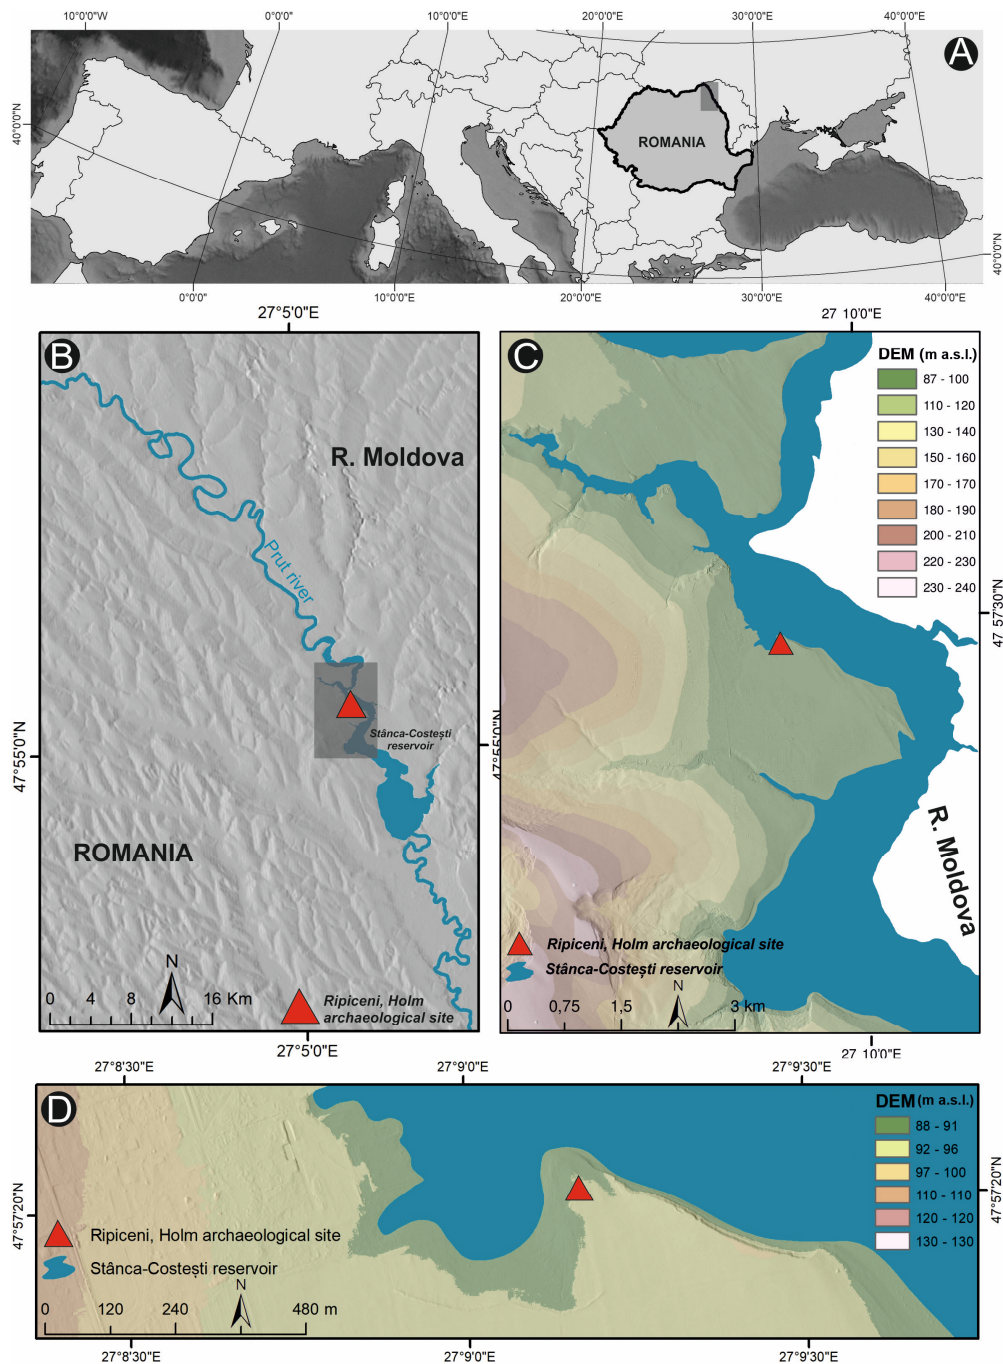 10°0'0"W 0°0'0" 10°0'0"E 20°0'0"E 30°0'0"E 40°0'0"E
A
40°0'0"N
ROMANIA
40°0'0"N
0°0'0" 10°0'0"E 20°0'0"E 30°0'0"E 40°0'0"E
27°5'0"E
B
R. Moldova
Prut river
Stânca-Costești
reservoir
47°55'0"N
47°55'0"N
ROMANIA
N
0 4 8 16 Km
Ripiceni, Holm
archaeological site
27°5'0"E
27 10'0"E
C
DEM (m a.s.l.)
87 - 100
110 - 120
130 - 140
150 - 160
170 - 170
180 - 190
200 - 210
220 - 230
230 - 240
47 57'30"N
R. Moldova
Ripiceni, Holm archaeological site
Stânca-Costești reservoir
N
0 0,75 1,5 3 km
27 10'0"E
27°8'3,0"E 27°9'0"E 27°9'5,0"E
D
DEM (m a.s.l.)
88 - 91
92 - 96
97 - 100
110 - 110
120 - 120
130 - 130
47°57'20"N
47°57'20"N
Ripiceni, Holm archaeological site
Stânca-Costești reservoir
N
0 120 240 480 m
27°8'3,0"E 27°9'0"E 27°9'3,0"E